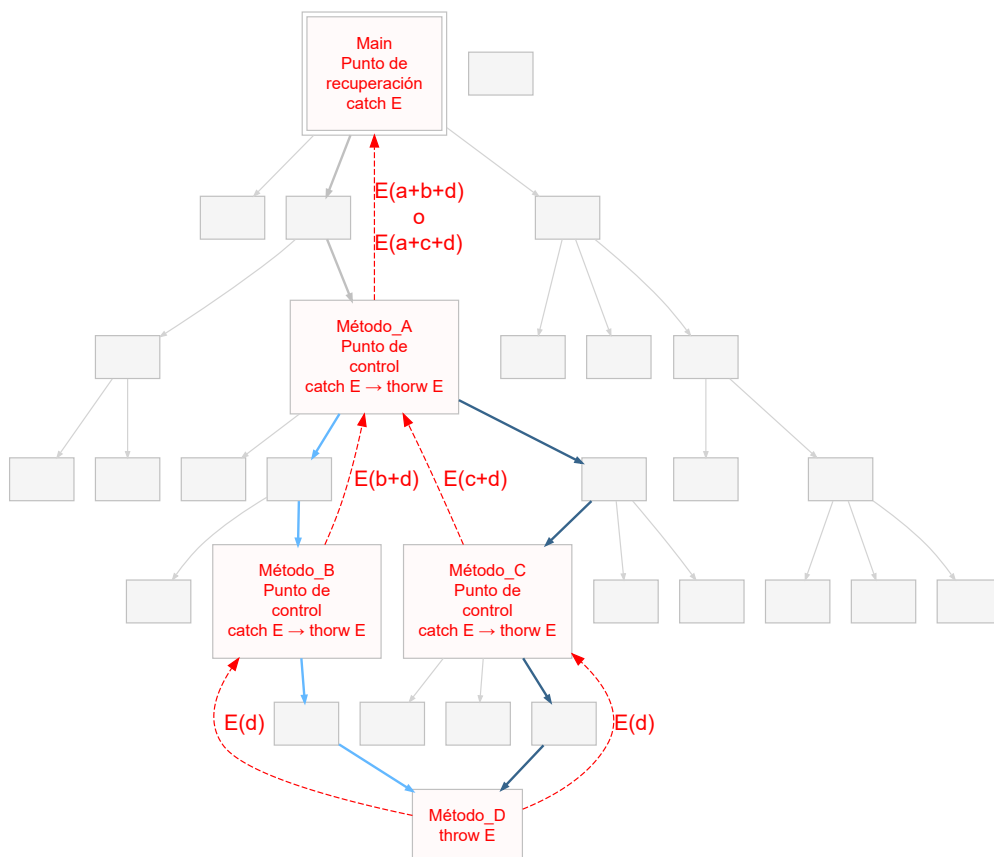 Main
Punto de
recuperación
catch E
E(a+b+d)
o
E(a+c+d)
Método_A
Punto de
control
catch E → thorw E
E(b+d)
E(c+d)
Método_B
Punto de
control
catch E → thorw E
Método_C
Punto de
control
catch E → thorw E
E(d)
E(d)
Método_D
throw E